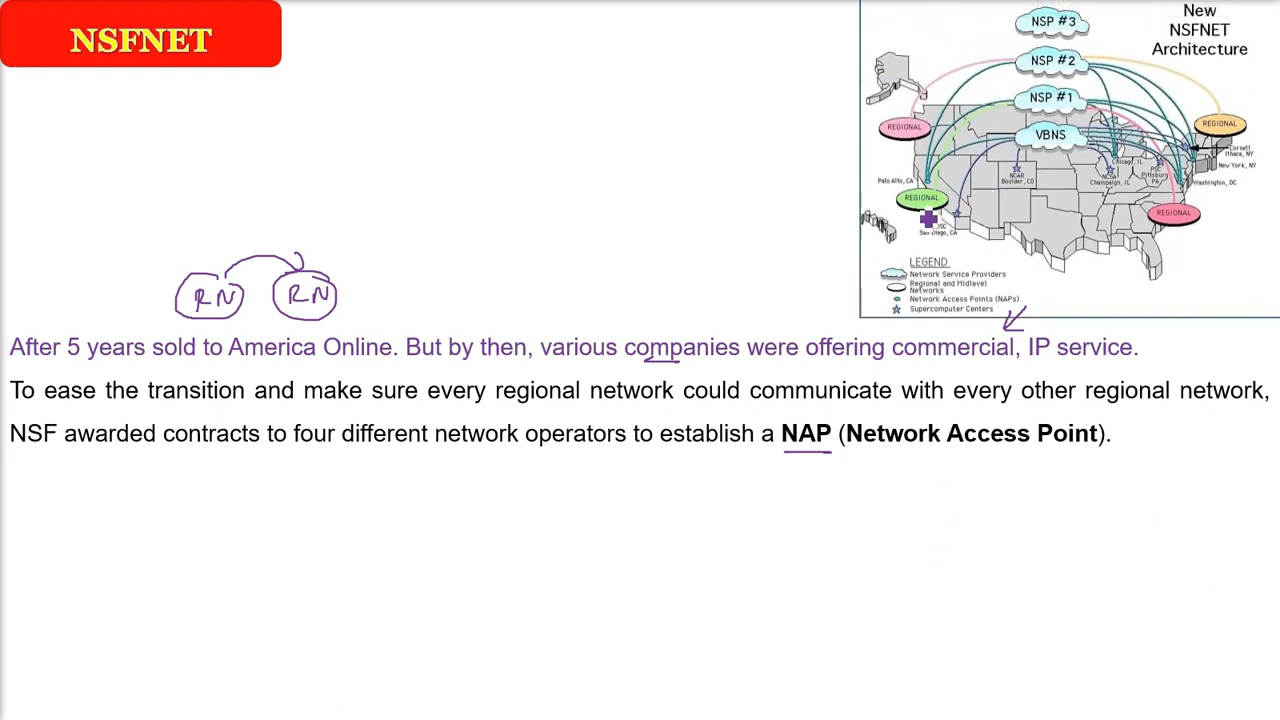 NSFNET
New
NSFNET
Architecture
NSP #3
NSP #2
NSP #1
VBNS
REGIONAL
REGIONAL
Cornell
Ithaca, NY
New York, NY
Chicago, IL
PSC
Pittsburg
PA
NCAR
Boulder, CO
NCSA
Champaign, IL
Palo Alto, CA
Washington, DC
REGIONAL
REGIONAL
San Diego, CA
LEGEND
Network Service Providers
Regional and Midlevel
Networks
Network Access Points (NAPs)
Supercomputer Centers
RN RN
After 5 years sold to America Online. But by then, various companies were offering commercial, IP service.
To ease the transition and make sure every regional network could communicate with every other regional network,
NSF awarded contracts to four different network operators to establish a NAP (Network Access Point).